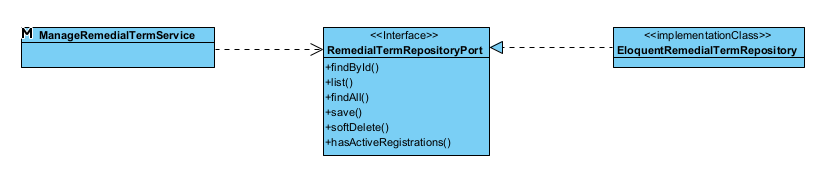 M
ManageRemedialTermService
<<Interface>>
RemedialTermRepositoryPort
+findById()
+list()
+findAll()
+save()
+softDelete()
+hasActiveRegistrations()
<<implementationClass>>
EloquentRemedialTermRepository